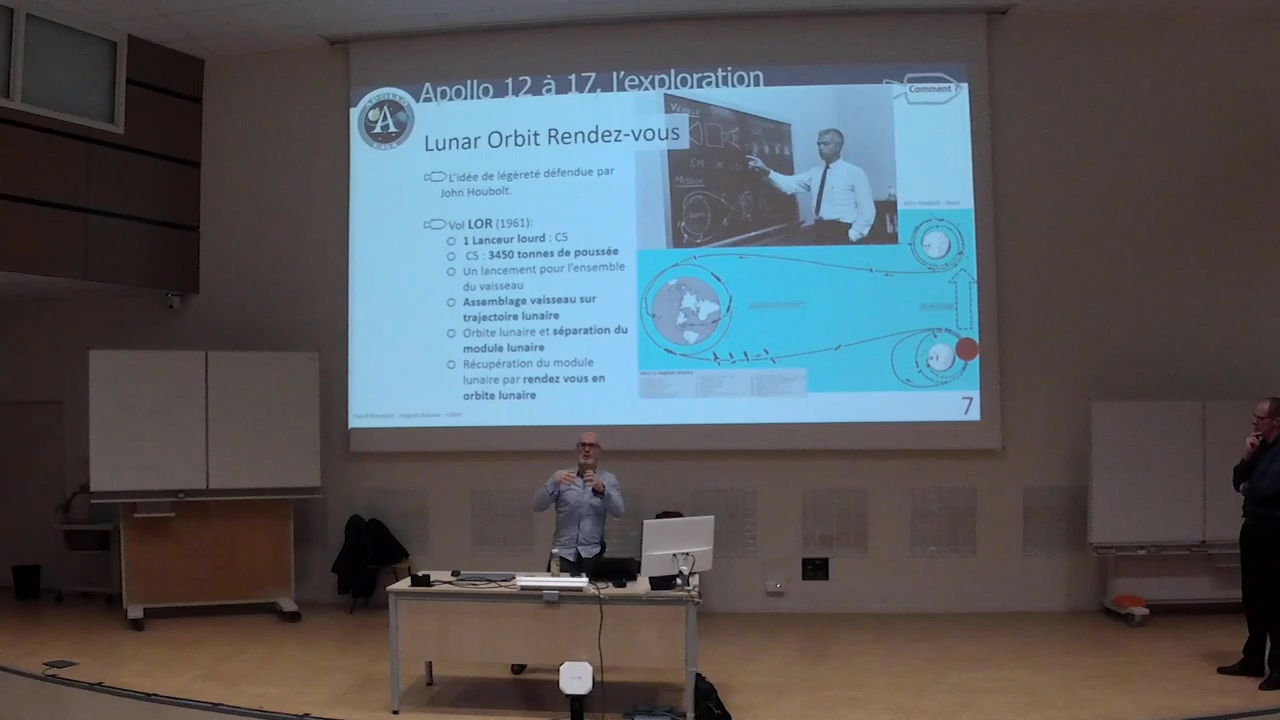 Apollo 12 à 17, l'exploration
Comment ?
Lunar Orbit Rendez-vous
L'idée de légèreté défendue par
John Houbolt.
Vol LOR (1961):
1 Lanceur lourd : C5
C5 : 3450 tonnes de poussée
Un lancement pour l'ensemble
du vaisseau
Assemblage vaisseau sur
trajectoire lunaire
Orbite lunaire et séparation du
module lunaire
Récupération du module
lunaire par rendez vous en
orbite lunaire
7